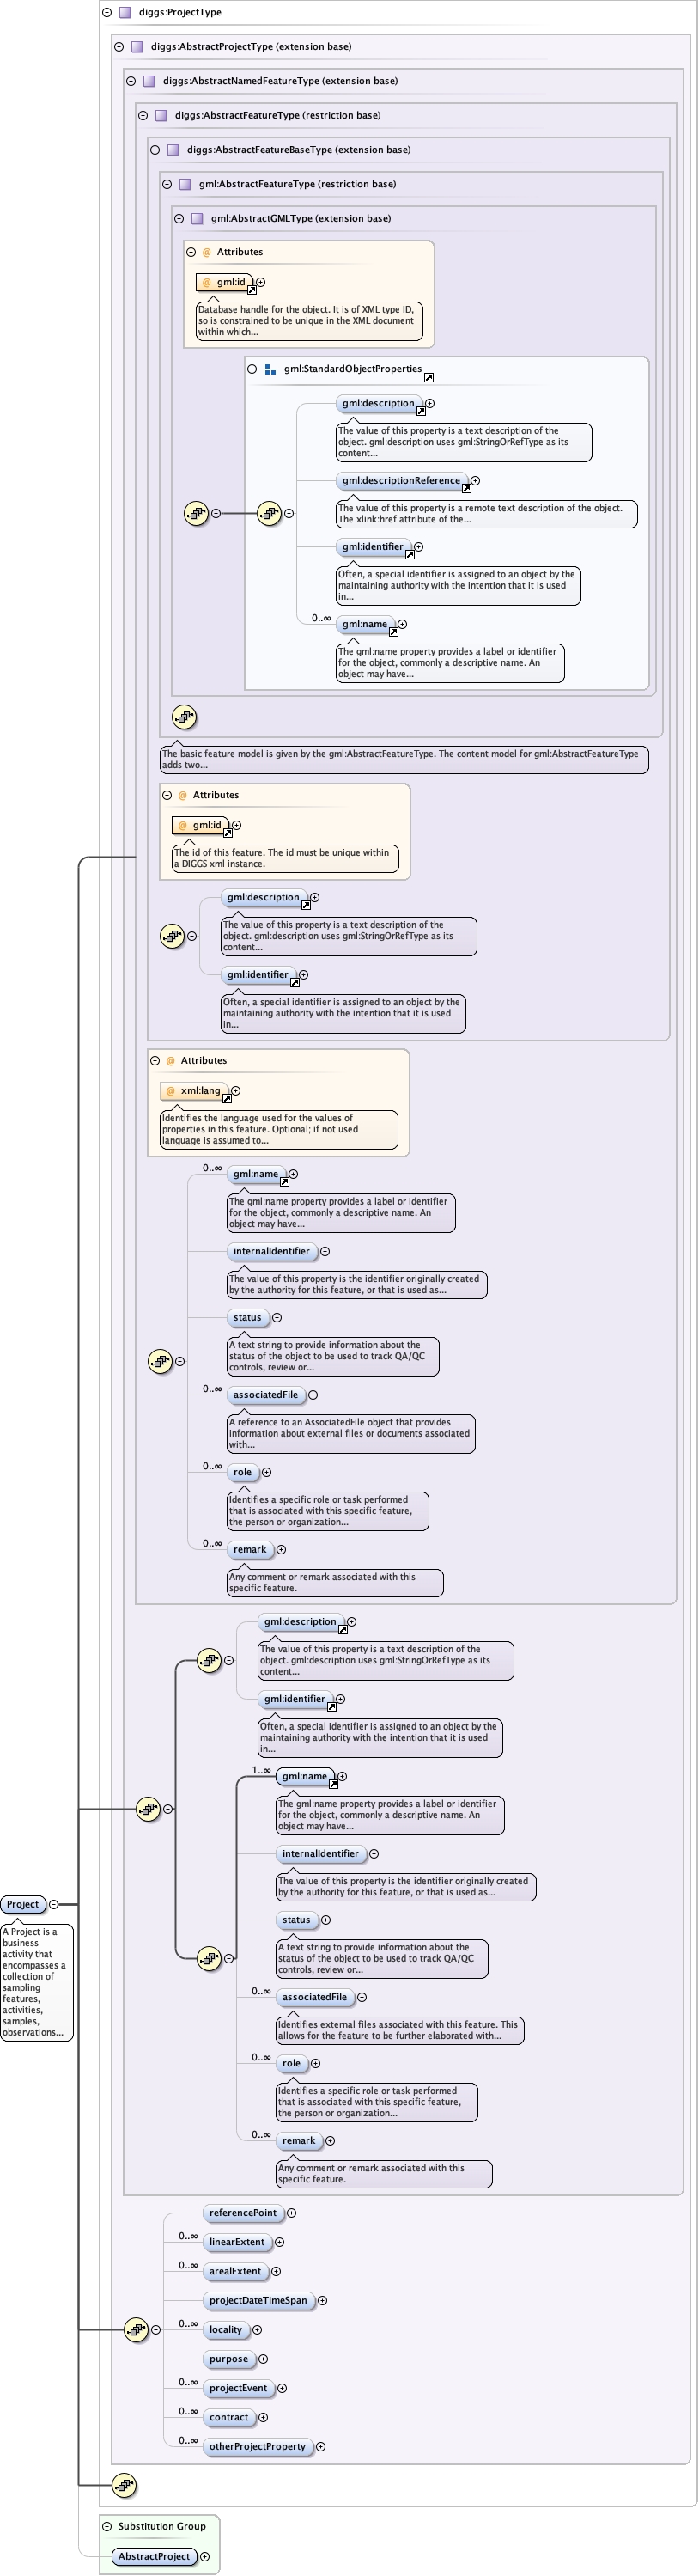 diggs:ProjectType
diggs:AbstractProjectType (extension base)
diggs:AbstractNamedFeatureType (extension base)
diggs:AbstractFeatureType (restriction base)
diggs:AbstractFeatureBaseType (extension base)
gml:AbstractFeatureType (restriction base)
gml:AbstractGMLType (extension base)
@ Attributes
@ gml:id
Database handle for the object. It is of XML type ID,
so is constrained to be unique in the XML document
within which...
gml:StandardObjectProperties
gml:description
The value of this property is a text description of the
object. gml:description uses gml:StringOrRefType as its
content...
gml:descriptionReference
The value of this property is a remote text description of the object.
The xlink:href attribute of the...
gml:identifier
Often, a special identifier is assigned to an object by the
maintaining authority with the intention that it is used
in...
0..∞
gml:name
The gml:name property provides a label or identifier
for the object, commonly a descriptive name. An
object may have...
The basic feature model is given by the gml:AbstractFeatureType. The content model for gml:AbstractFeatureType
adds two...
@ Attributes
@ gml:id
The id of this feature. The id must be unique within
a DIGGS xml instance.
gml:description
The value of this property is a text description of the
object. gml:description uses gml:StringOrRefType as its
content...
gml:identifier
Often, a special identifier is assigned to an object by the
maintaining authority with the intention that it is used
in...
@ Attributes
@ xml:lang
Identifies the language used for the values of
properties in this feature. Optional; if not used
language is assumed to...
0..∞
gml:name
The gml:name property provides a label or identifier
for the object, commonly a descriptive name. An
object may have...
internalIdentifier
The value of this property is the identifier originally created
by the authority for this feature, or that is used as...
status
A text string to provide information about the
status of the object to be used to track QA/QC
controls, review or...
0..∞
associatedFile
A reference to an AssociatedFile object that provides
information about external files or documents associated
with...
0..∞
role
Identifies a specific role or task performed
that is associated with this specific feature,
the person or organization...
0..∞
remark
Any comment or remark associated with this
specific feature.
gml:description
The value of this property is a text description of the
object. gml:description uses gml:StringOrRefType as its
content...
gml:identifier
Often, a special identifier is assigned to an object by the
maintaining authority with the intention that it is used
in...
1..∞
gml:name
The gml:name property provides a label or identifier
for the object, commonly a descriptive name. An
object may have...
internalIdentifier
The value of this property is the identifier originally created
by the authority for this feature, or that is used as...
status
A text string to provide information about the
status of the object to be used to track QA/QC
controls, review or...
0..∞
associatedFile
Identifies external files associated with this feature. This
allows for the feature to be further elaborated with...
0..∞
role
Identifies a specific role or task performed
that is associated with this specific feature,
the person or organization...
0..∞
remark
Any comment or remark associated with this
specific feature.
Project
A Project is a
business
activity that
encompasses a
collection of
sampling
features,
activities,
samples,
observations...
referencePoint
0..∞
linearExtent
0..∞
arealExtent
projectDateTimeSpan
0..∞
locality
purpose
0..∞
projectEvent
0..∞
contract
0..∞
otherProjectProperty
Substitution Group
AbstractProject